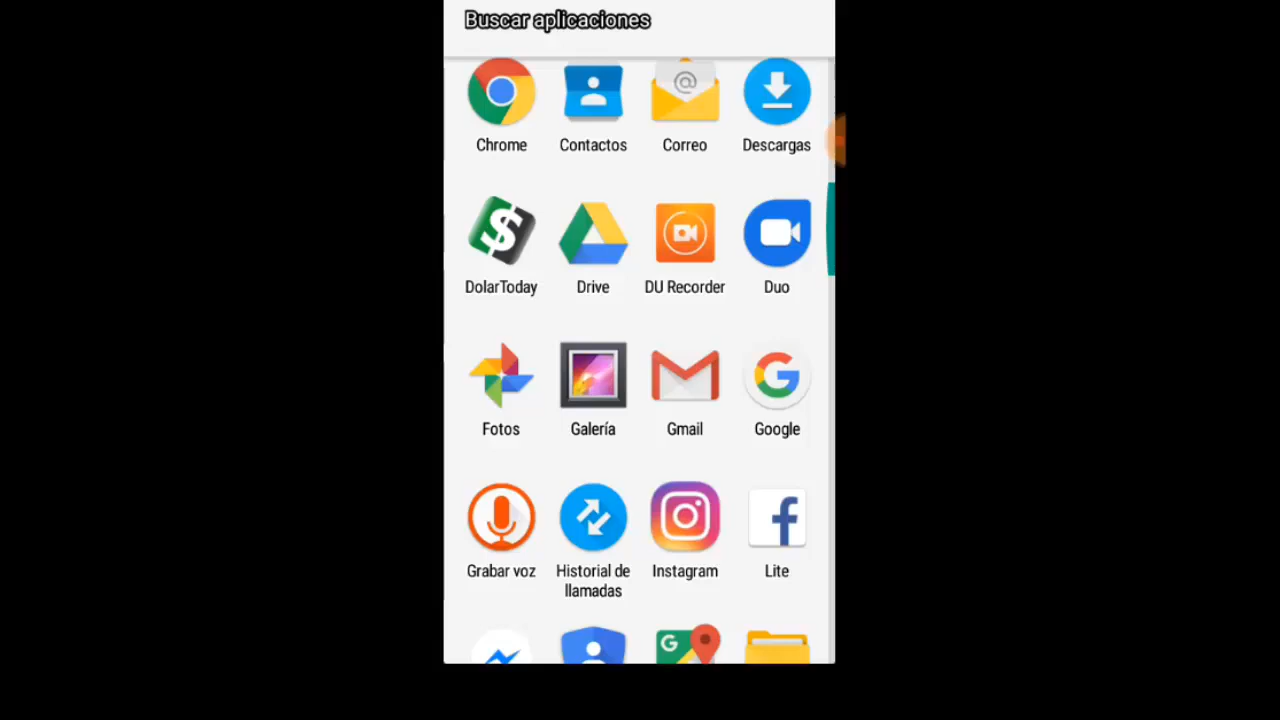 Buscar aplicaciones
Chrome
Contactos
Correo
Descargas
DolarToday
Drive
DU Recorder
Duo
Fotos
Galería
Gmail
Google
Grabar voz
Historial de
llamadas
Instagram
Lite